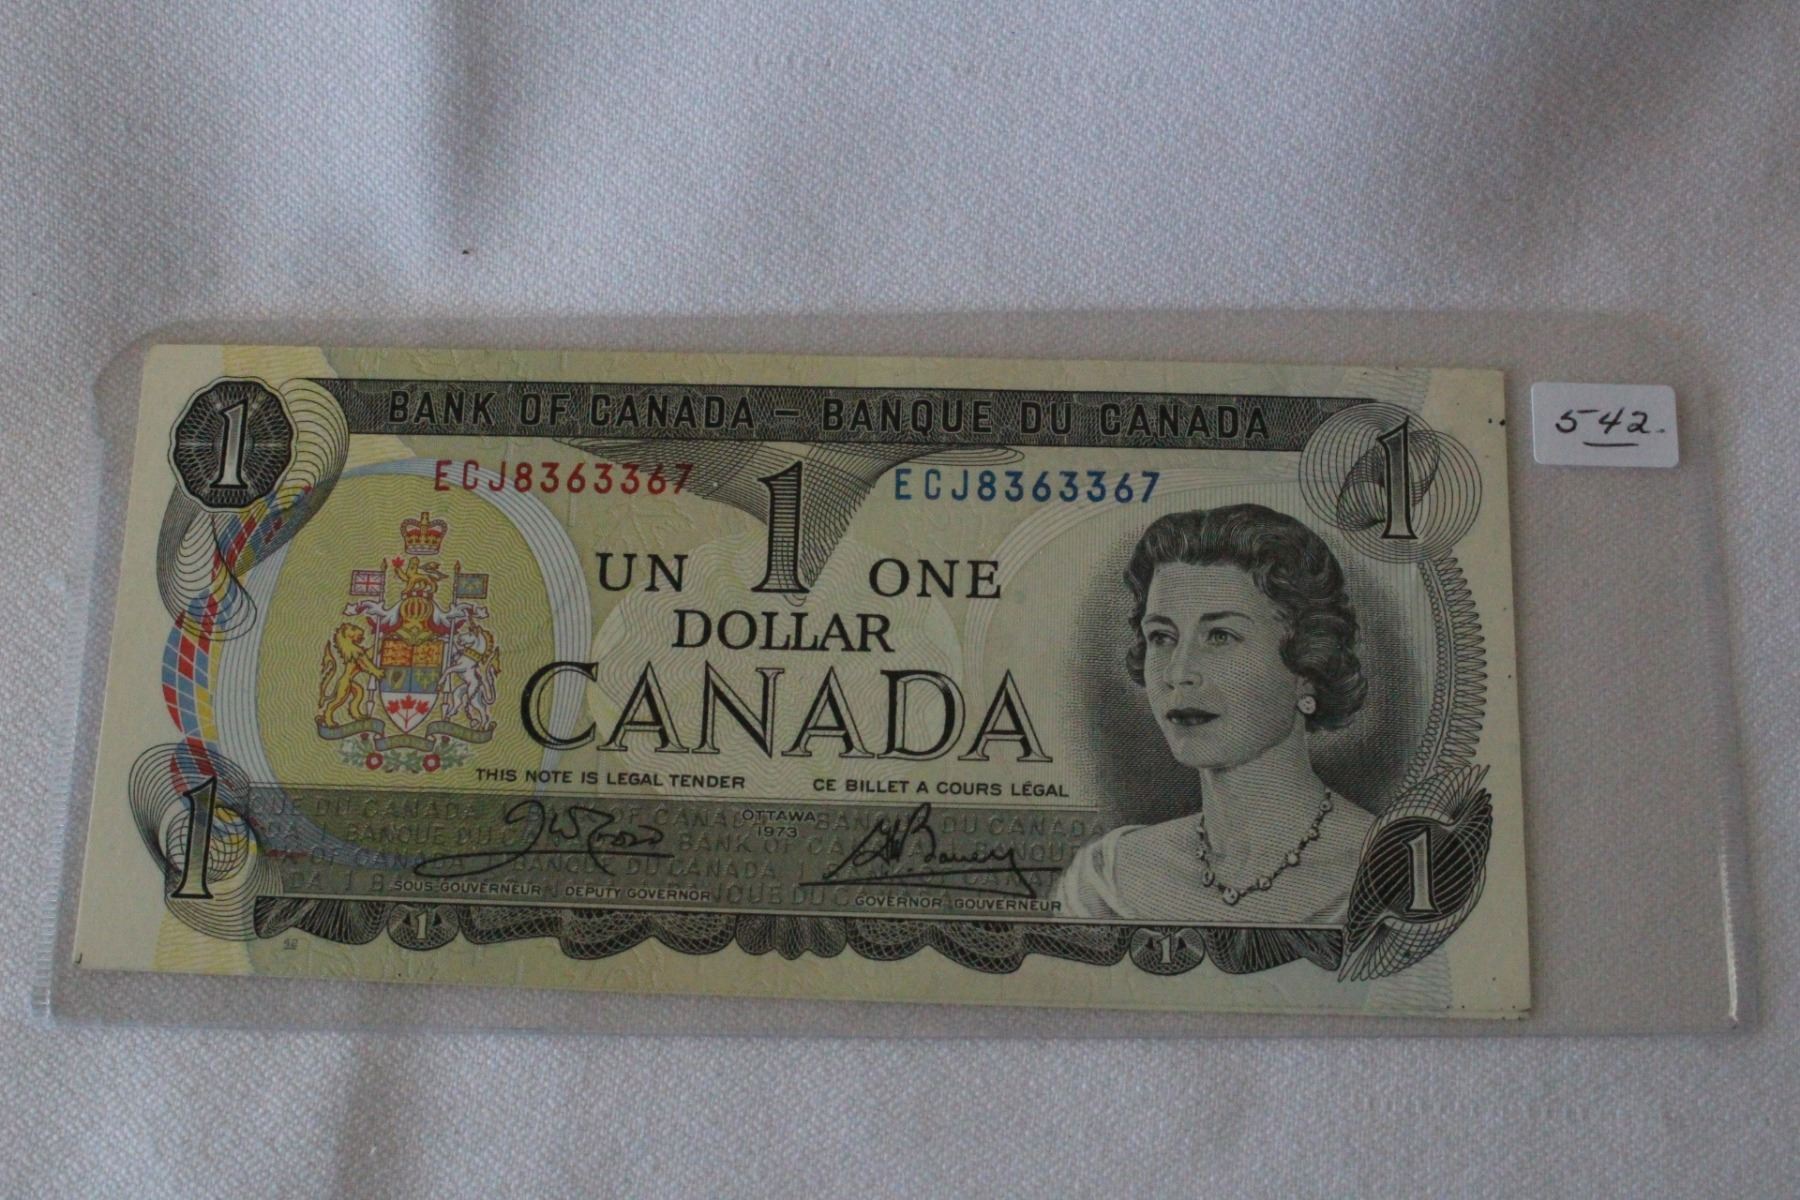 BANK OF CANADA — BANQUE DU CANADA
1 1
ECJ8363367 1 ECJ8363367
UN ONE
DOLLAR
CANADA
THIS NOTE IS LEGAL TENDER CE BILLET A COURS LÉGAL
OTTAWA
1973
SOUS-GOUVERNEUR DEPUTY GOVERNOR GOVERNOR-GOUVERNEUR
1 1
1 1
542.